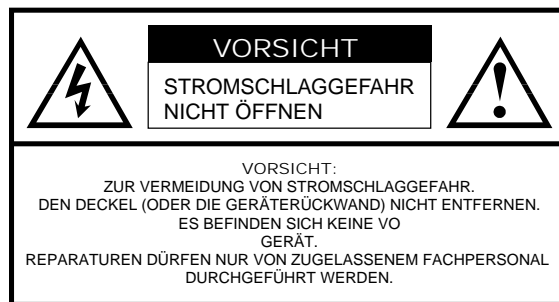 VORSICHT
STROMSCHLAGGEFAHR
NICHT ÖFFNEN
VORSICHT:
ZUR VERMEIDUNG VON STROMSCHLAGGEFAHR.
DEN DECKEL (ODER DIE GERÄTERÜCKWAND) NICHT ENTFERNEN.
ES BEFINDEN SICH KEINE VO
GERÄT.
REPARATUREN DÜRFEN NUR VON ZUGELASSENEM FACHPERSONAL
DURCHGEFÜHRT WERDEN.